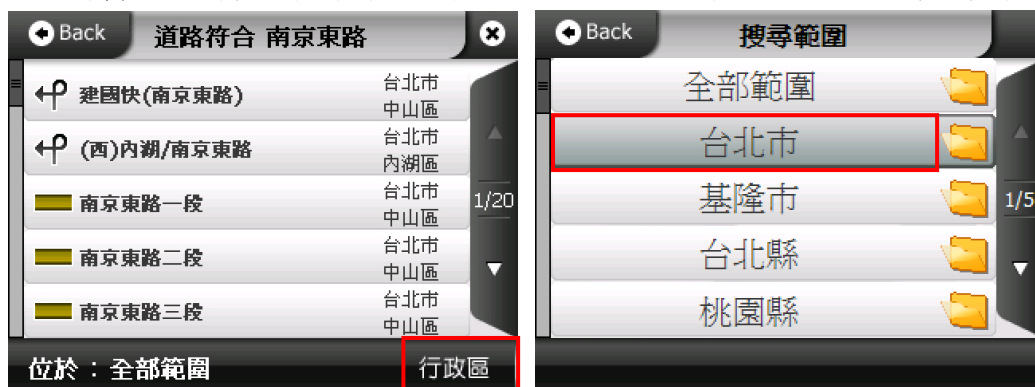 Back 道路符合 南京東路
建國快(南京東路) 台北市 中山區
(西)內湖/南京東路 台北市 內湖區
南京東路一段 台北市 中山區
1/20
南京東路二段 台北市 中山區
南京東路三段 台北市 中山區
位於：全部範圍 行政區
Back 搜尋範圍
全部範圍
台北市
基隆市
1/5
台北縣
桃園縣